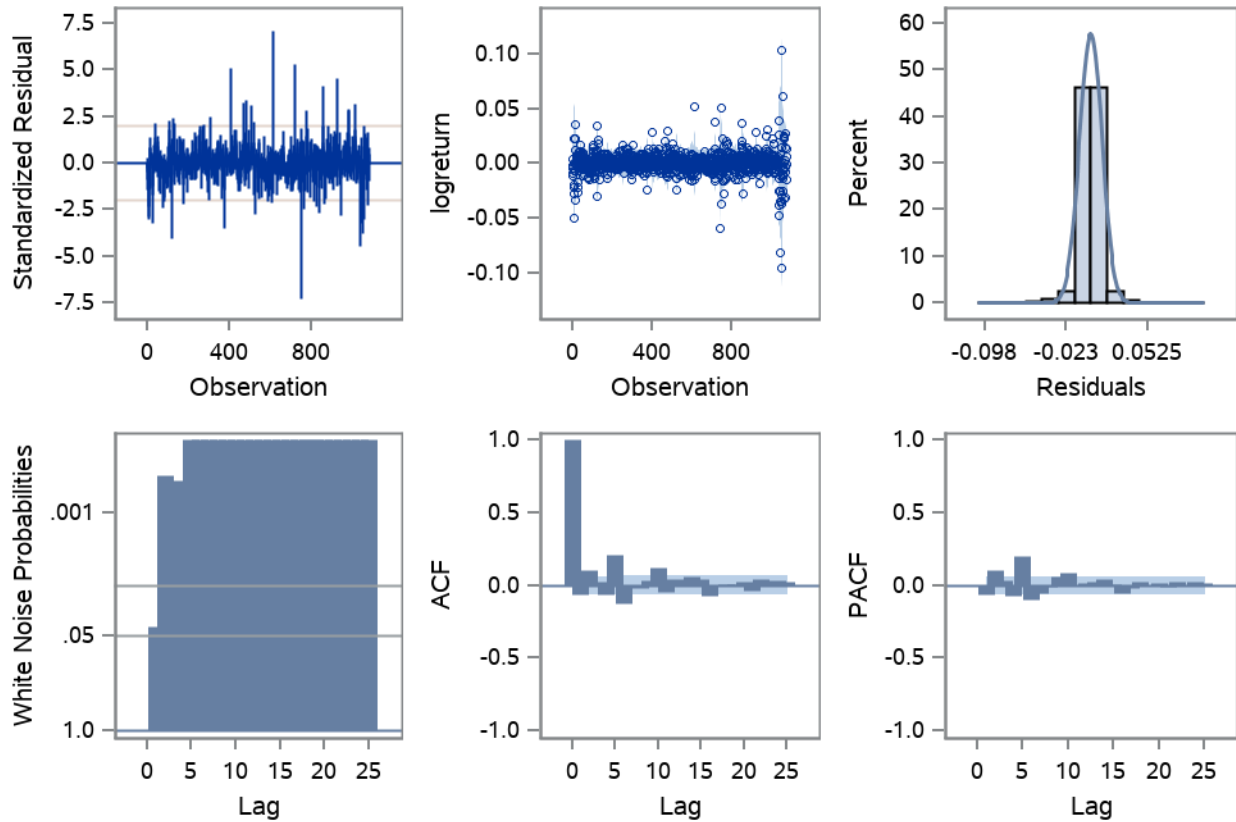 Standardized Residual
7.5
5.0
2.5
0.0
-2.5
-5.0
-7.5
0 400 800
Observation
logreturn
0.10
0.05
0.00
-0.05
-0.10
0 400 800
Observation
Percent
60
50
40
30
20
10
0
-0.098 -0.023 0.0525
Residuals
White Noise Probabilities
.001
.05
1.0
0 5 10 15 20 25
Lag
ACF
1.0
0.5
0.0
-0.5
-1.0
0 5 10 15 20 25
Lag
PACF
1.0
0.5
0.0
-0.5
-1.0
0 5 10 15 20 25
Lag